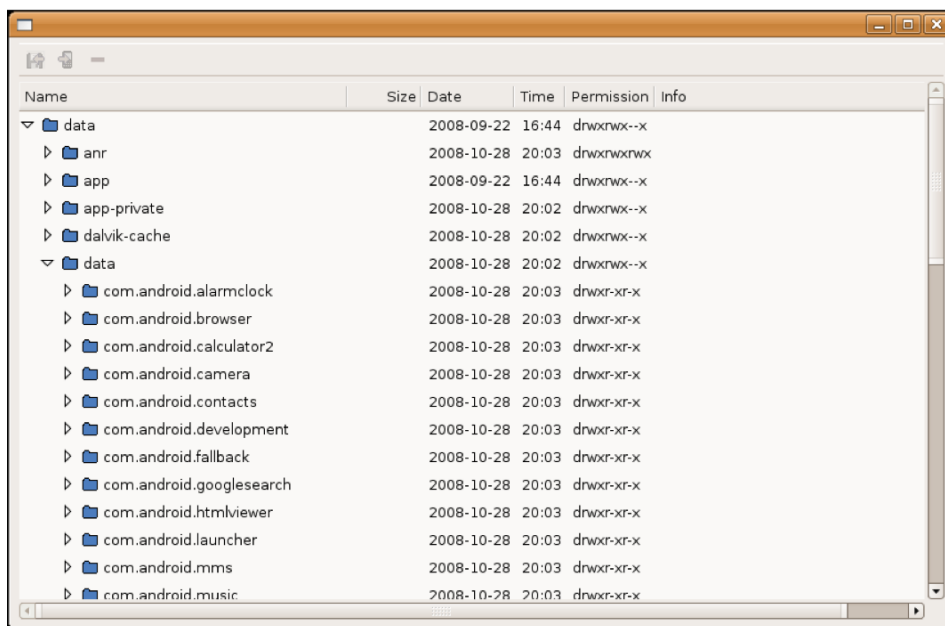 Name Size Date Time Permission Info
data 2008-09-22 16:44 drwxrwx--x
anr 2008-10-28 20:03 drwxrwxrwx
app 2008-09-22 16:44 drwxrwx--x
app-private 2008-10-28 20:02 drwxrwx--x
dalvik-cache 2008-10-28 20:02 drwxrwx--x
data 2008-10-28 20:02 drwxrwx--x
com.android.alarmclock 2008-10-28 20:03 drwxr-xr-x
com.android.browser 2008-10-28 20:03 drwxr-xr-x
com.android.calculator2 2008-10-28 20:03 drwxr-xr-x
com.android.camera 2008-10-28 20:03 drwxr-xr-x
com.android.contacts 2008-10-28 20:03 drwxr-xr-x
com.android.development 2008-10-28 20:03 drwxr-xr-x
com.android.fallback 2008-10-28 20:03 drwxr-xr-x
com.android.googlesearch 2008-10-28 20:03 drwxr-xr-x
com.android.htmlviewer 2008-10-28 20:03 drwxr-xr-x
com.android.launcher 2008-10-28 20:03 drwxr-xr-x
com.android.mms 2008-10-28 20:03 drwxr-xr-x
com.android.music 2008-10-28 20:03 drwxr-xr-x